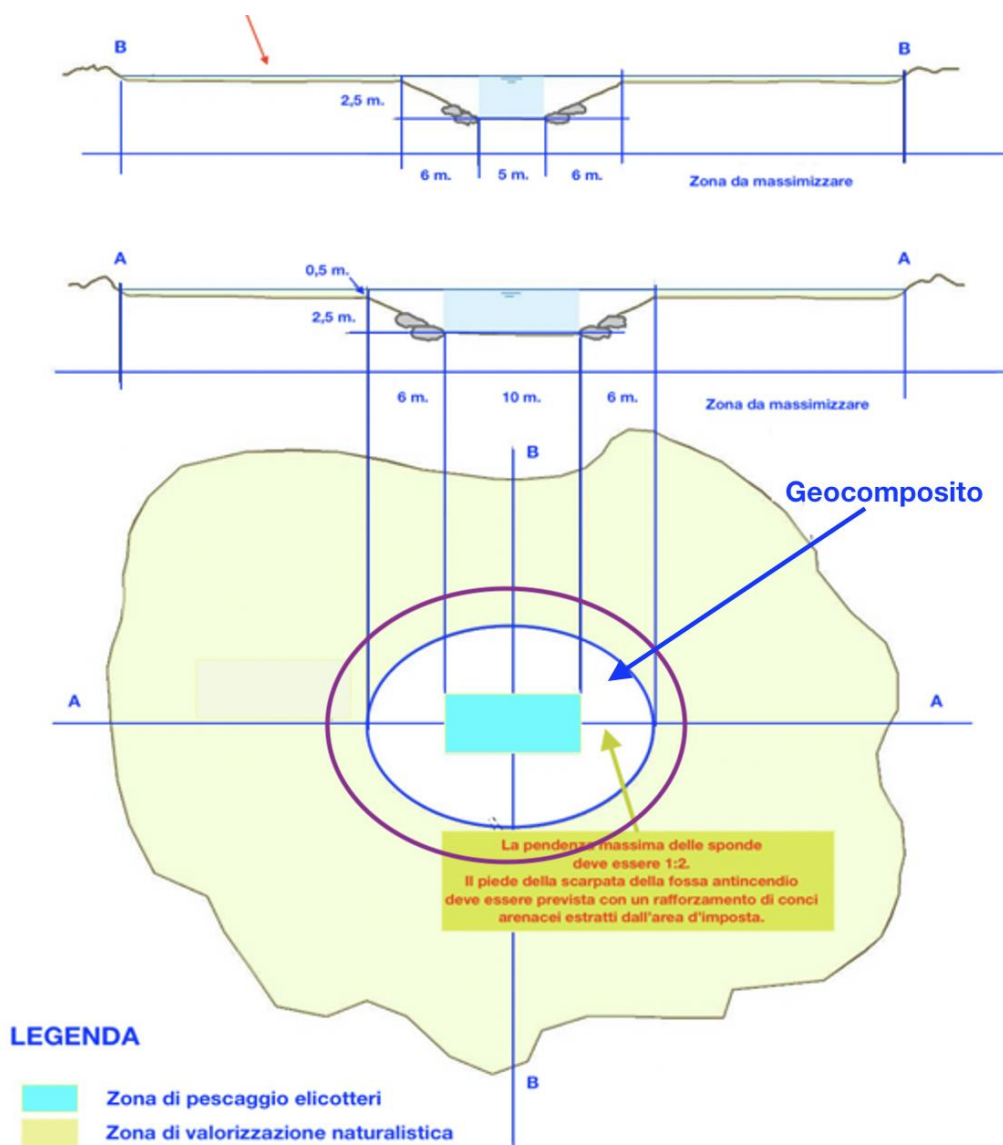 B
B
2,5 m.
6 m.
5 m.
6 m.
Zona da massimizzare
A
A
0,5 m.
2,5 m.
6 m.
10 m.
6 m.
Zona da massimizzare
B
Geocomposito
A
A
La pendenza massima delle sponde
deve essere 1:2.
Il piede della scarpata della fossa antincendio
deve essere prevista con un rafforzamento di conci
arenacei estratti dall'area d'imposta.
LEGENDA
B
Zona di pescaggio elicotteri
Zona di valorizzazione naturalistica